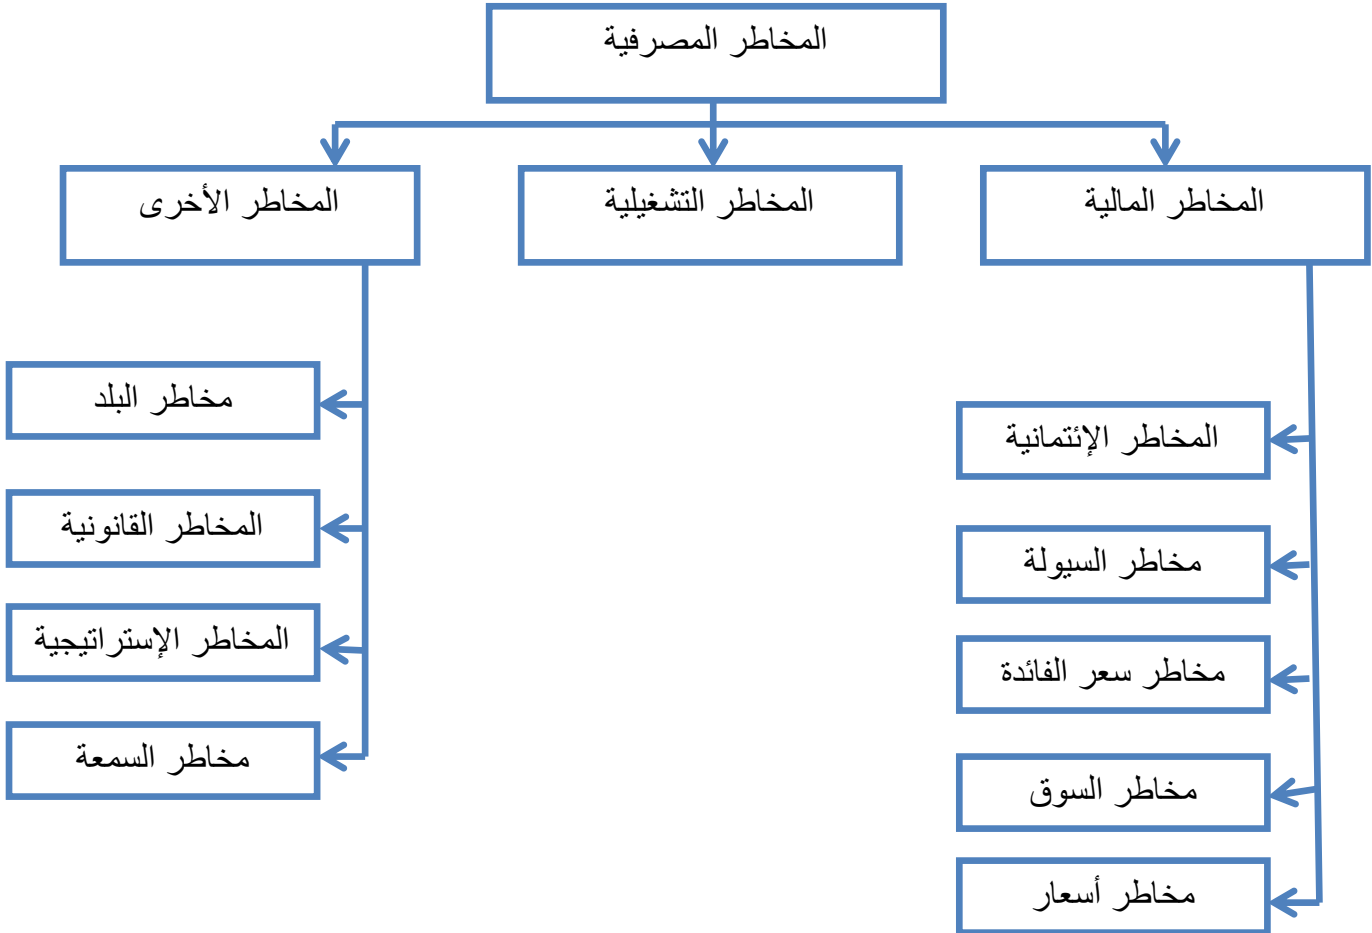 المخاطر المصرفية
المخاطر المالية
المخاطر التشغيلية
المخاطر الأخرى
المخاطر الإئتمانية
مخاطر السيولة
مخاطر سعر الفائدة
مخاطر السوق
مخاطر أسعار
مخاطر البلد
المخاطر القانونية
المخاطر الإستراتيجية
مخاطر السمعة